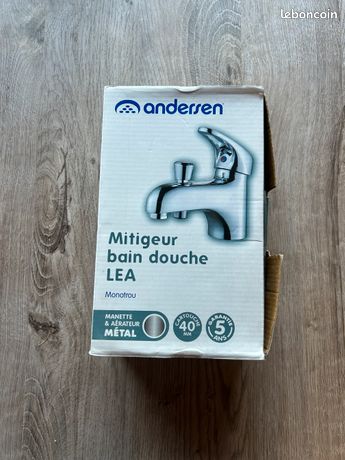 leboncoin
andersen
Mitigeur
bain douche
LEA
Monotrou
MANETTE
& AÉRATEUR
MÉTAL
CARTOUCHE
40
MM
GARANTIE
5
ANS